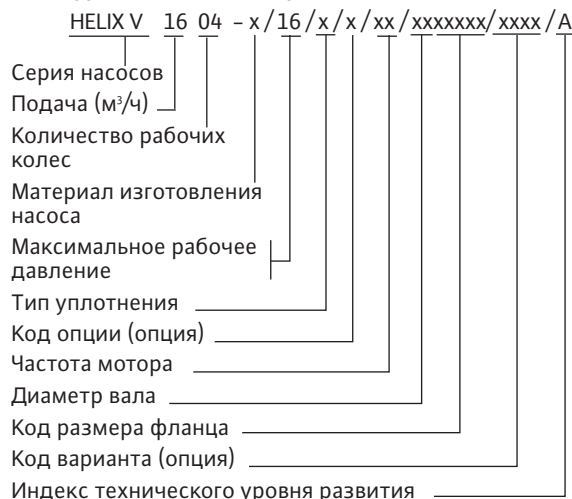 HELIX V 16 04 – x/16/x/x/xx/xxxxxxx/xxxx/A
Серия насосов
Подача (м³/ч)
Количество рабочих
колес
Материал изготовления
насоса
Максимальное рабочее
давление
Тип уплотнения
Код опции (опция)
Частота мотора
Диаметр вала
Код размера фланца
Код варианта (опция)
Индекс технического уровня развития